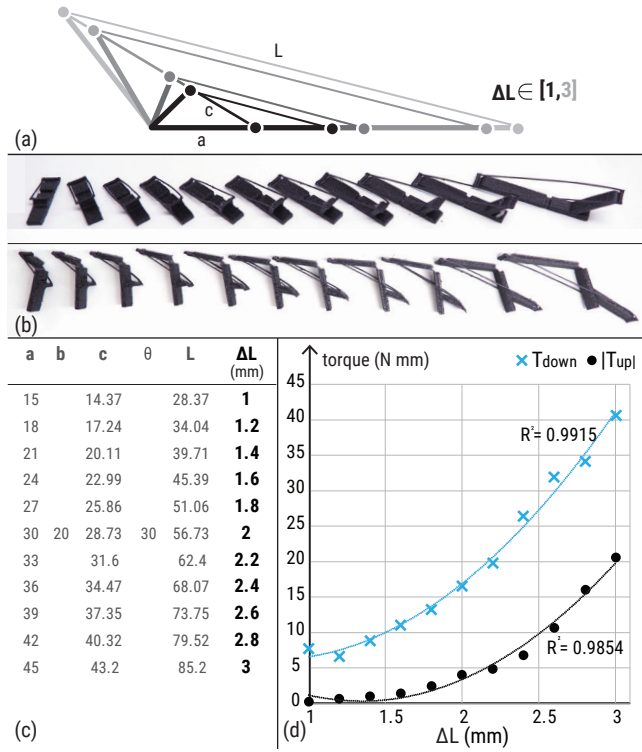 L
ΔL∈ [1,3]
c
a
(a)
(b)
a b c θ L ΔL
(mm)
15 14.37 28.37 1
18 17.24 34.04 1.2
21 20.11 39.71 1.4
24 22.99 45.39 1.6
27 25.86 51.06 1.8
30 20 28.73 30 56.73 2
33 31.6 62.4 2.2
36 34.47 68.07 2.4
39 37.35 73.75 2.6
42 40.32 79.52 2.8
45 43.2 85.2 3
(c)
torque (N mm)
Tdown |Tup|
45
40
35
30
25
20
15
10
5
0
R²= 0.9915
R²= 0.9854
1 1.5 2 2.5 3
ΔL (mm)
(d)